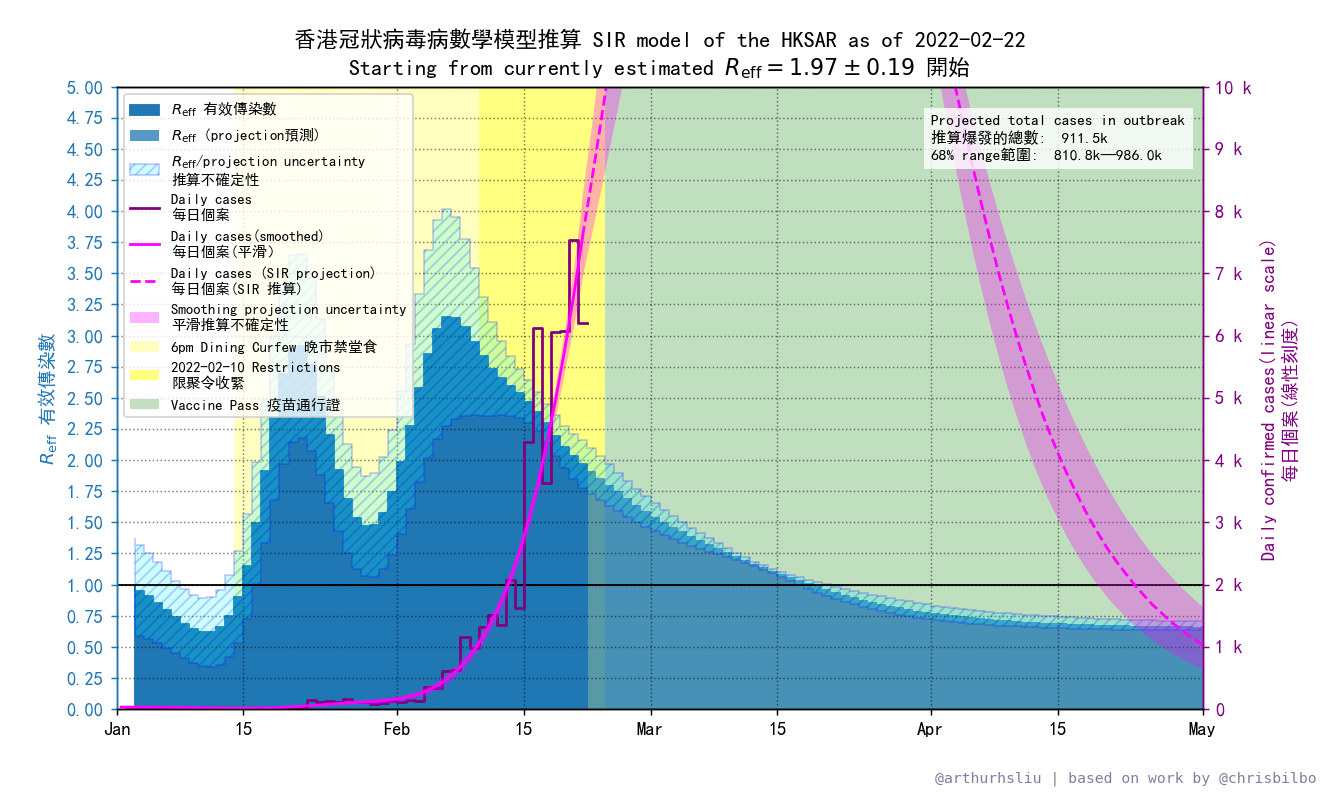 香港冠狀病毒病數學模型推算 SIR model of the HKSAR as of 2022-02-22
Starting from currently estimated Reff = 1.97 ± 0.19 開始
5.00
4.75
4.50
4.25
4.00
3.75
3.50
3.25
3.00
2.75
2.50
2.25
2.00
1.75
1.50
1.25
1.00
0.75
0.50
0.25
0.00
Reff 有效傳染數
Reff 有效傳染數
Reff (projection預測)
Reff/projection uncertainty
推算不確定性
Daily cases
每日個案
Daily cases(smoothed)
每日個案(平滑)
Daily cases (SIR projection)
每日個案(SIR 推算)
Smoothing projection uncertainty
平滑推算不確定性
6pm Dining Curfew 晚市禁堂食
2022-02-10 Restrictions
限聚令收緊
Vaccine Pass 疫苗通行證
Projected total cases in outbreak
推算爆發的總數: 911.5k
68% range範圍: 810.8k—986.0k
10 k
9 k
8 k
7 k
6 k
5 k
4 k
3 k
2 k
1 k
0
Daily confirmed cases(linear scale)
每日個案(線性刻度)
Jan
15
Feb
15
Mar
15
Apr
15
May
@arthurhsliu | based on work by @chrisbilbo